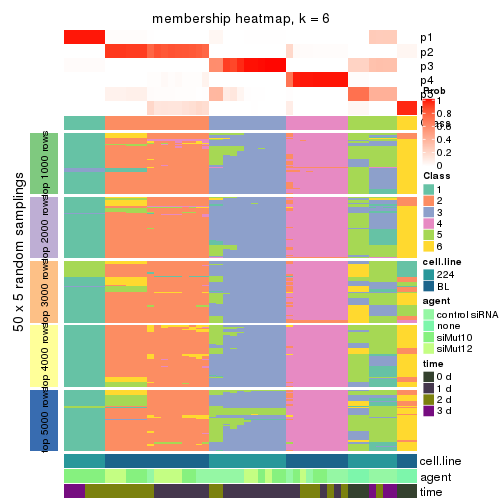 membership heatmap, k = 6
p1
p2
p3
p4
Prob
1
0.8
0.6
0.4
0.2
0
Class
1
2
3
4
5
6
cell.line
224
BL
agent
control siRNA
none
siMut10
siMut12
time
0 d
1 d
2 d
3 d
50 x 5 random samplings
top 1000 rows
top 2000 rows
top 3000 rows
top 4000 rows
top 5000 rows
cell.line
agent
time